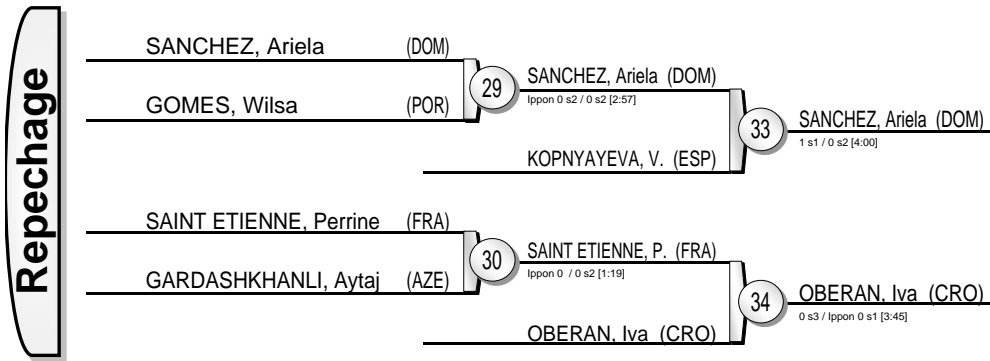 Repechage
SANCHEZ, Ariela (DOM)
GOMES, Wilsa (POR)
29
SANCHEZ, Ariela (DOM)
Ippon 0 s2 / 0 s2 [2:57]
KOPNYAYEVA, V. (ESP)
33
SANCHEZ, Ariela (DOM)
1 s1 / 0 s2 [4:00]
SAINT ETIENNE, Perrine (FRA)
GARDASHKHANLI, Aytaj (AZE)
30
SAINT ETIENNE, P. (FRA)
Ippon 0 / 0 s2 [1:19]
OBERAN, Iva (CRO)
34
OBERAN, Iva (CRO)
0 s3 / Ippon 0 s1 [3:45]